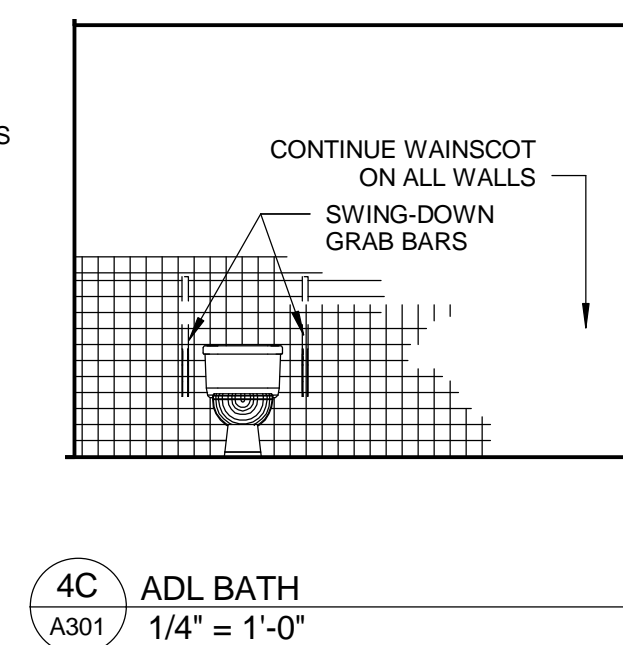 S
CONTINUE WAINSCOT
ON ALL WALLS
SWING-DOWN
GRAB BARS
4C
ADL BATH
A301
1/4" = 1'-0"